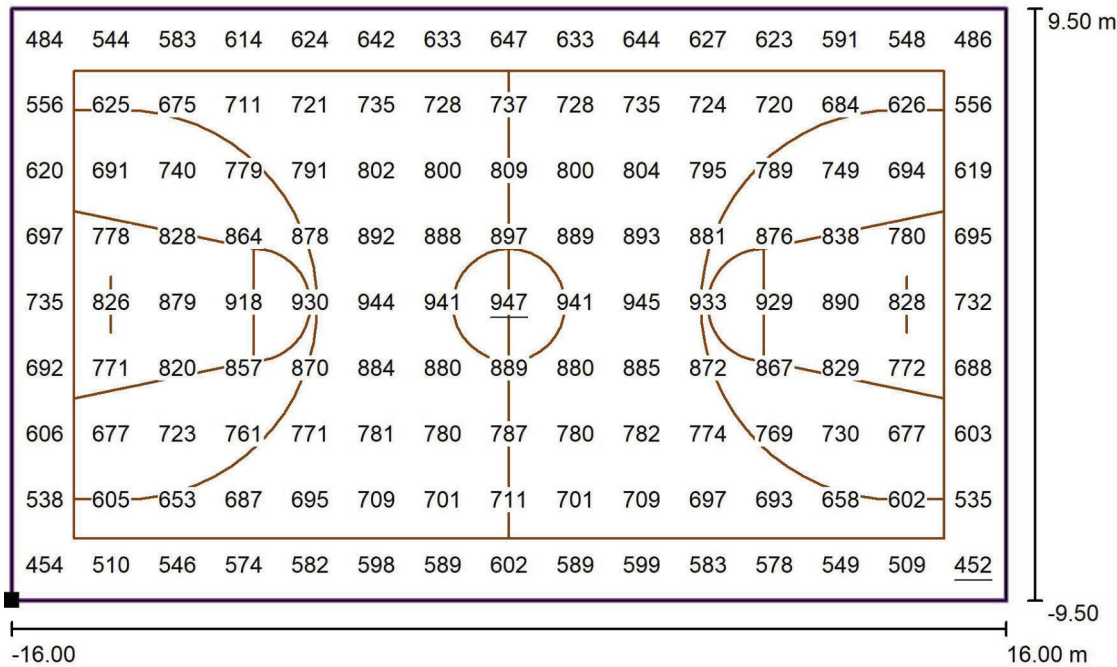 9.50 m
484 544 583 614 624 642 633 647 633 644 627 623 591 548 486
556 625 675 711 721 735 728 737 728 735 724 720 684 626 556
620 691 740 779 791 802 800 809 800 804 795 789 749 694 619
697 778 828 864 878 892 888 897 889 893 881 876 838 780 695
735 826 879 918 930 944 941 947 941 945 933 929 890 828 732
692 771 820 857 870 884 880 889 880 885 872 867 829 772 688
606 677 723 761 771 781 780 787 780 782 774 769 730 677 603
538 605 653 687 695 709 701 711 701 709 697 693 658 602 535
454 510 546 574 582 598 589 602 589 599 583 578 549 509 452
-9.50
-16.00 16.00 m